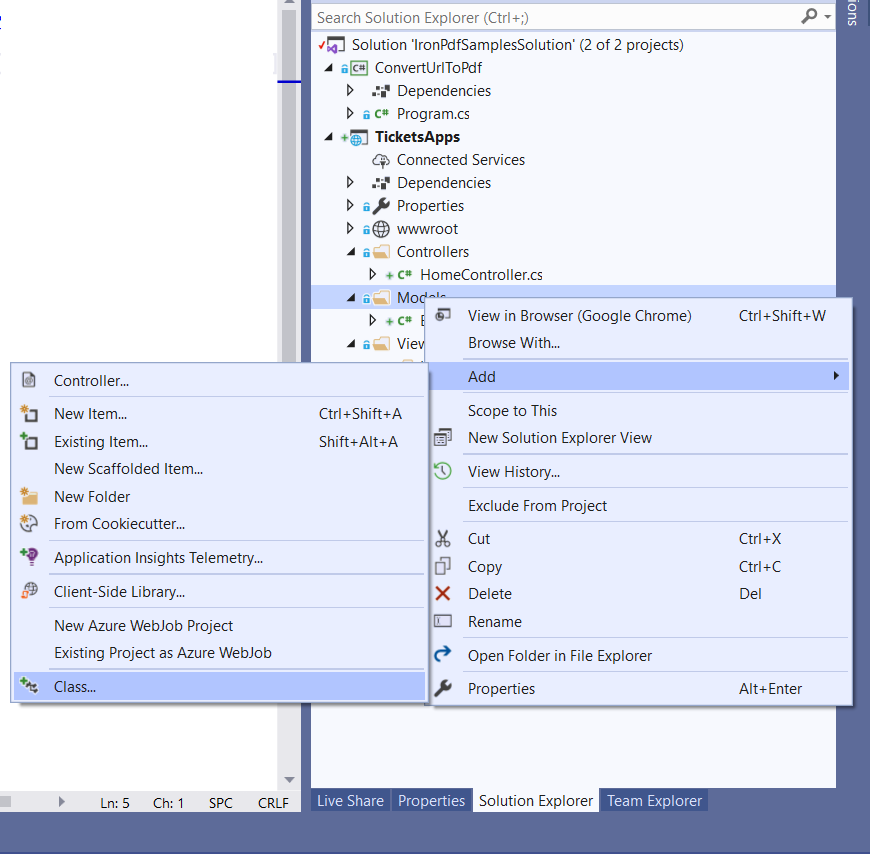 Search Solution Explorer (Ctrl+;)
Solution 'IronPdfSamplesSolution' (2 of 2 projects)
C# ConvertUrlToPdf
Dependencies
C# Program.cs
TicketsApps
Connected Services
Dependencies
Properties
wwwroot
Controllers
C# HomeController.cs
Models
C#
View in Browser (Google Chrome) Ctrl+Shift+W
Browse With...
Add
Scope to This
New Solution Explorer View
View History...
Exclude From Project
Cut Ctrl+X
Copy Ctrl+C
Delete Del
Rename
Open Folder in File Explorer
Properties Alt+Enter
Controller...
New Item... Ctrl+Shift+A
Existing Item... Shift+Alt+A
New Scaffolded Item...
New Folder
From Cookiecutter...
Application Insights Telemetry...
Client-Side Library...
New Azure WebJob Project
Existing Project as Azure WebJob
Class...
Ln: 5 Ch: 1 SPC CRLF
Live Share Properties Solution Explorer Team Explorer